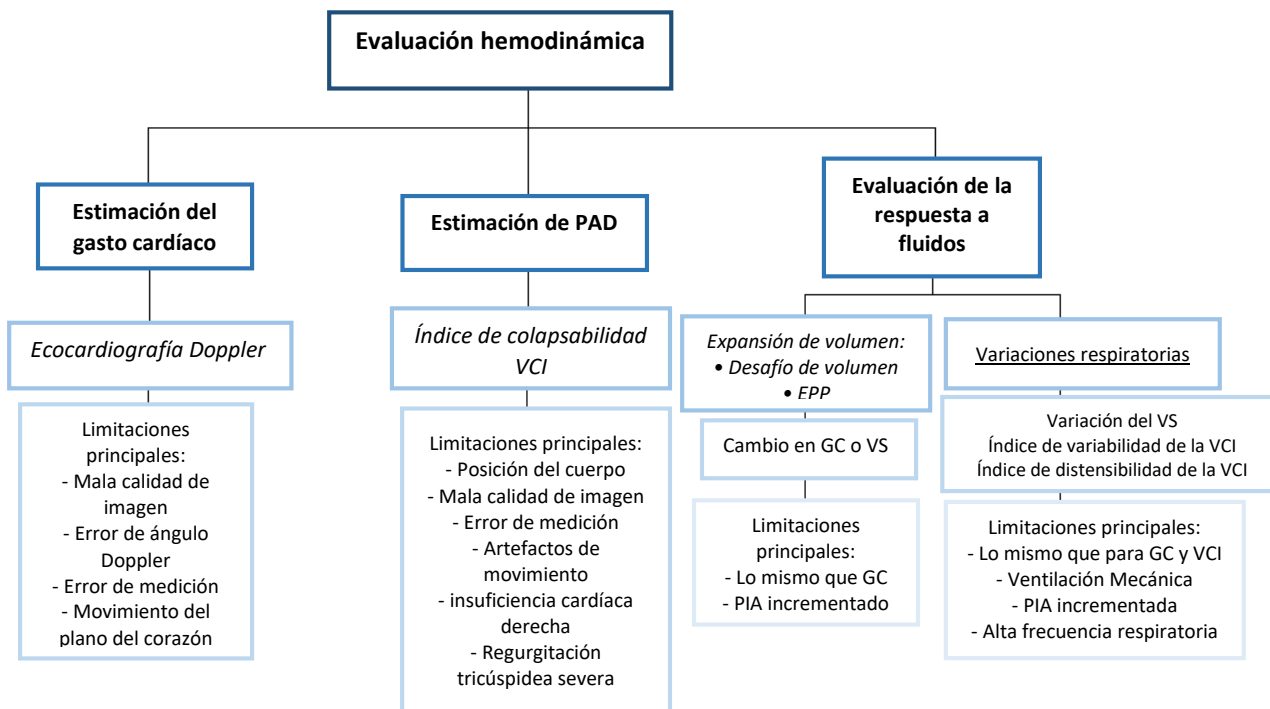 Evaluación hemodinámica
Estimación del
gasto cardíaco
Estimación de PAD
Evaluación de la
respuesta a
fluidos
Ecocardiografía Doppler
Índice de colapsabilidad
VCI
Expansión de volumen:
• Desafío de volumen
• EPP
Variaciones respiratorias
Limitaciones
principales:
- Mala calidad de
imagen
- Error de ángulo
Doppler
- Error de medición
- Movimiento del
plano del corazón
Limitaciones principales:
- Posición del cuerpo
- Mala calidad de imagen
- Error de medición
- Artefactos de
movimiento
- insuficiencia cardíaca
derecha
- Regurgitación
tricúspidea severa
Cambio en GC o VS
Limitaciones
principales:
- Lo mismo que GC
- PIA incrementado
Variación del VS
Índice de variabilidad de la VCI
Índice de distensibilidad de la VCI
Limitaciones principales:
- Lo mismo que para GC y VCI
- Ventilación Mecánica
- PIA incrementada
- Alta frecuencia respiratoria